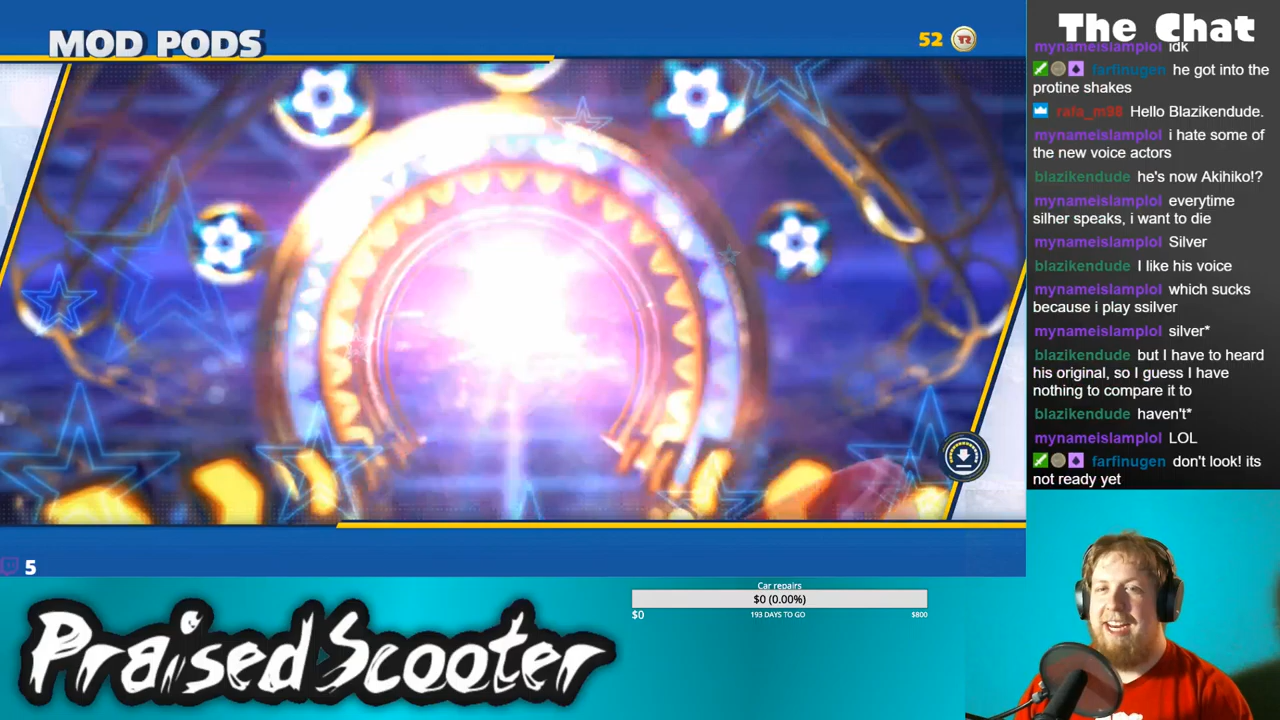 MOD PODS
52
The Chat
mynameislamplol idk
farfinugen he got into the
protine shakes
rafa_m98 Hello Blazikendude.
mynameislamplol i hate some of
the new voice actors
blazikendude he's now Akihiko!?
mynameislamplol everytime
silher speaks, i want to die
mynameislamplol Silver
blazikendude I like his voice
mynameislamplol which sucks
because i play ssilver
mynameislamplol silver*
blazikendude but I have to heard
his original, so I guess I have
nothing to compare it to
blazikendude haven't*
mynameislamplol LOL
farfinugen don't look! its
not ready yet
5
Car repairs
$0 (0.00%)
$0
193 DAYS TO GO
$800
PraisedScooter